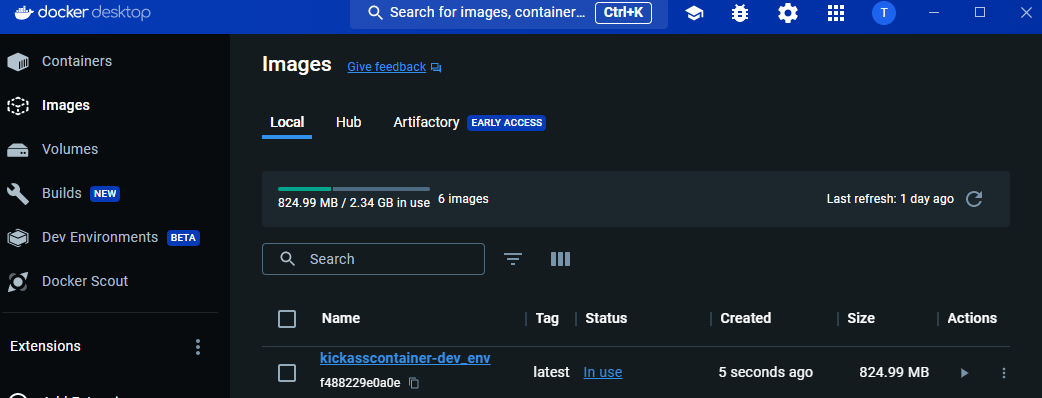 docker desktop
Search for images, container... Ctrl+K
T
Containers
Images
Volumes
Builds NEW
Dev Environments BETA
Docker Scout
Extensions
Images Give feedback
Local Hub Artifactory EARLY ACCESS
824.99 MB / 2.34 GB in use 6 images Last refresh: 1 day ago
Search
Name Tag Status Created Size Actions
kickasscontainer-dev_env
latest In use 5 seconds ago 824.99 MB
f488229e0a0e